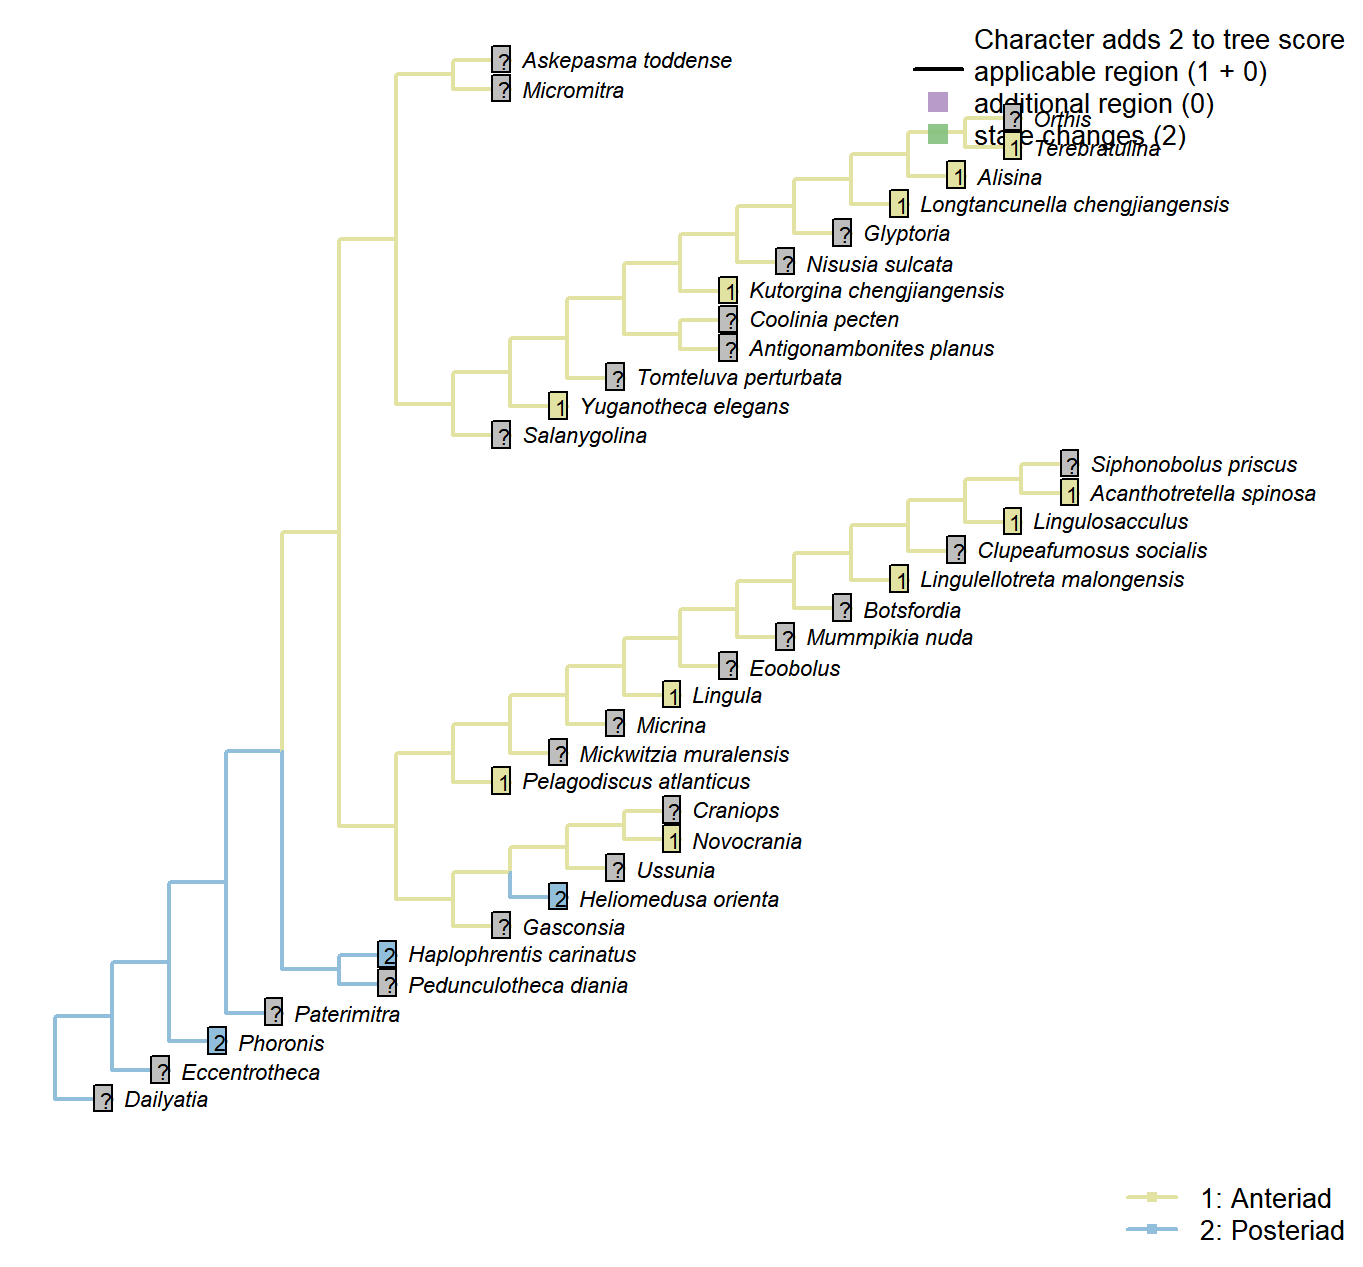 Character adds 2 to tree score
applicable region (1 + 0)
additional region (0)
state changes (2)
? Askepasma toddense
? Micromitra
? Orthis
1 Terebratulina
1 Alisina
1 Longtancunella chengjiangensis
? Glyptoria
? Nisusia sulcata
1 Kutorgina chengjiangensis
? Coolinia pecten
? Antigonambonites planus
? Tomteluva perturbata
1 Yuganotheca elegans
? Salanygolina
? Siphonobolus priscus
1 Acanthotretella spinosa
1 Lingulosacculus
? Clupeafumosus socialis
1 Lingulellotreta malongensis
? Botsfordia
? Mummpikia nuda
? Eoobolus
1 Lingula
? Micrina
? Mickwitzia muralensis
1 Pelagodiscus atlanticus
? Craniops
1 Novocrania
? Ussunia
2 Heliomedusa orienta
? Gasconsia
2 Haplophrentis carinatus
? Pedunculotheca diania
? Paterimitra
2 Phoronis
? Eccentrotheca
? Dailyatia
1: Anteriad
2: Posteriad